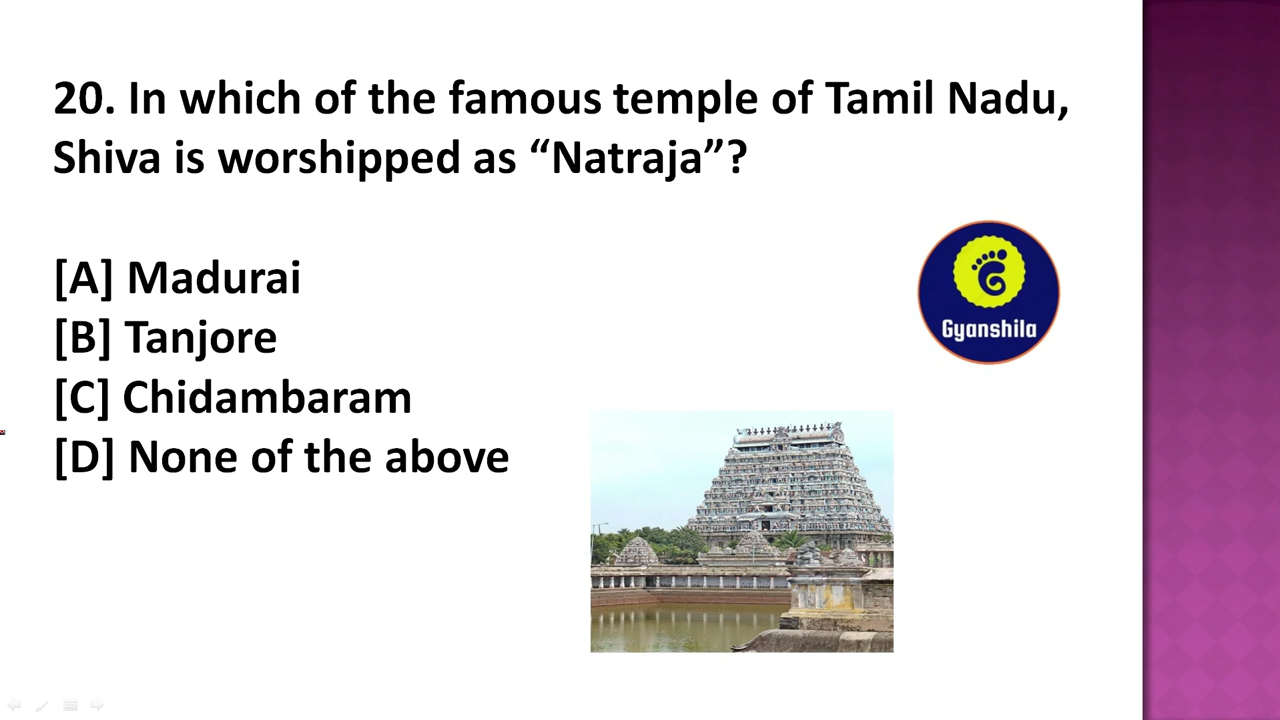 20. In which of the famous temple of Tamil Nadu,
Shiva is worshipped as “Natraja”?
[A] Madurai
[B] Tanjore
[C] Chidambaram
[D] None of the above
Gyanshila